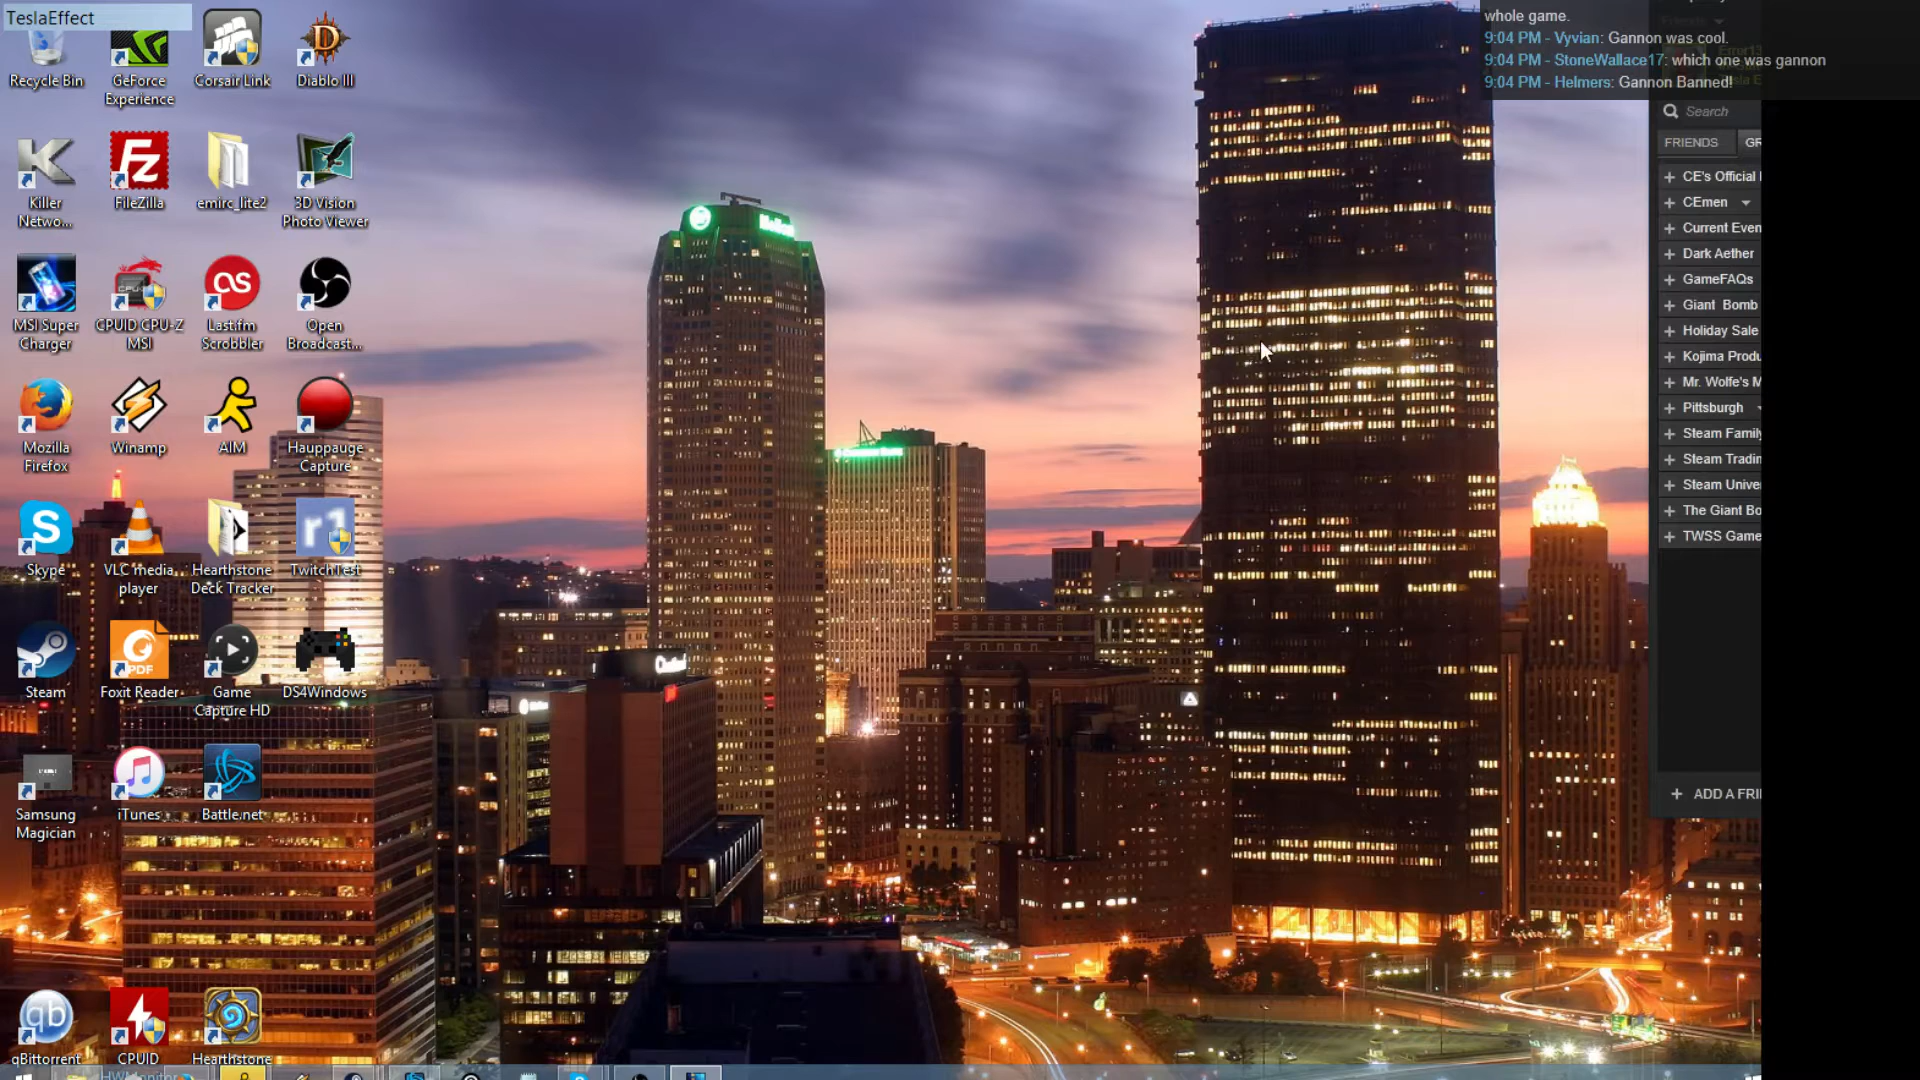 TeslaEffect
Recycle Bin
GeForce
Experience
Corsair Link
Diablo III
Killer
Netwo...
FileZilla
emirc_lite2
3D Vision
Photo Viewer
MSI Super
Charger
CPUID CPU-Z
MSI
Last.fm
Scrobbler
Open
Broadcast...
Mozilla
Firefox
Winamp
AIM
Hauppauge
Capture
Skype
VLC media
player
Hearthstone
Deck Tracker
TwitchTest
Steam
Foxit Reader
Game
Capture HD
DS4Windows
Samsung
Magician
iTunes
Battle.net
qBittorrent
CPUID
HWMonitor
Hearthstone
whole game.
9:04 PM - Vyvian: Gannon was cool.
9:04 PM - StoneWallace17: which one was gannon
9:04 PM - Helmers: Gannon Banned!
Search
FRIENDS GR
CE's Official
CEmen
Current Even
Dark Aether
GameFAQs
Giant Bomb
Holiday Sale
Kojima Produ
Mr. Wolfe's M
Pittsburgh
Steam Family
Steam Tradin
Steam Unive
The Giant Bo
TWSS Game
ADD A FRI